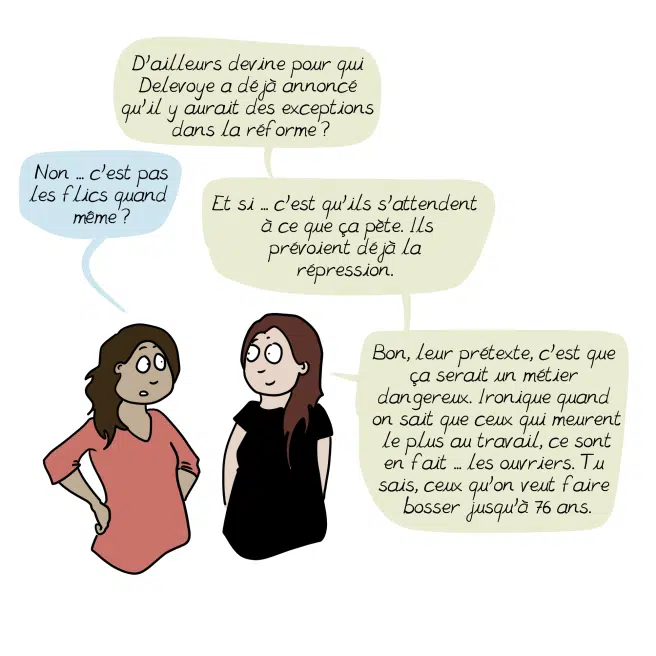 D'ailleurs devine pour qui
Delevoye a déjà annoncé
qu'il y aurait des exceptions
dans la réforme ?
Non ... c'est pas
les flics quand
même ?
Et si ... c'est qu'ils s'attendent
à ce que ça pète. Ils
prévoient déjà la
répression.
Bon, leur prétexte, c'est que
ça serait un métier
dangereux. Ironique quand
on sait que ceux qui meurent
le plus au travail, ce sont
en fait ... les ouvriers. Tu
sais, ceux qu'on veut faire
bosser jusqu'à 76 ans.